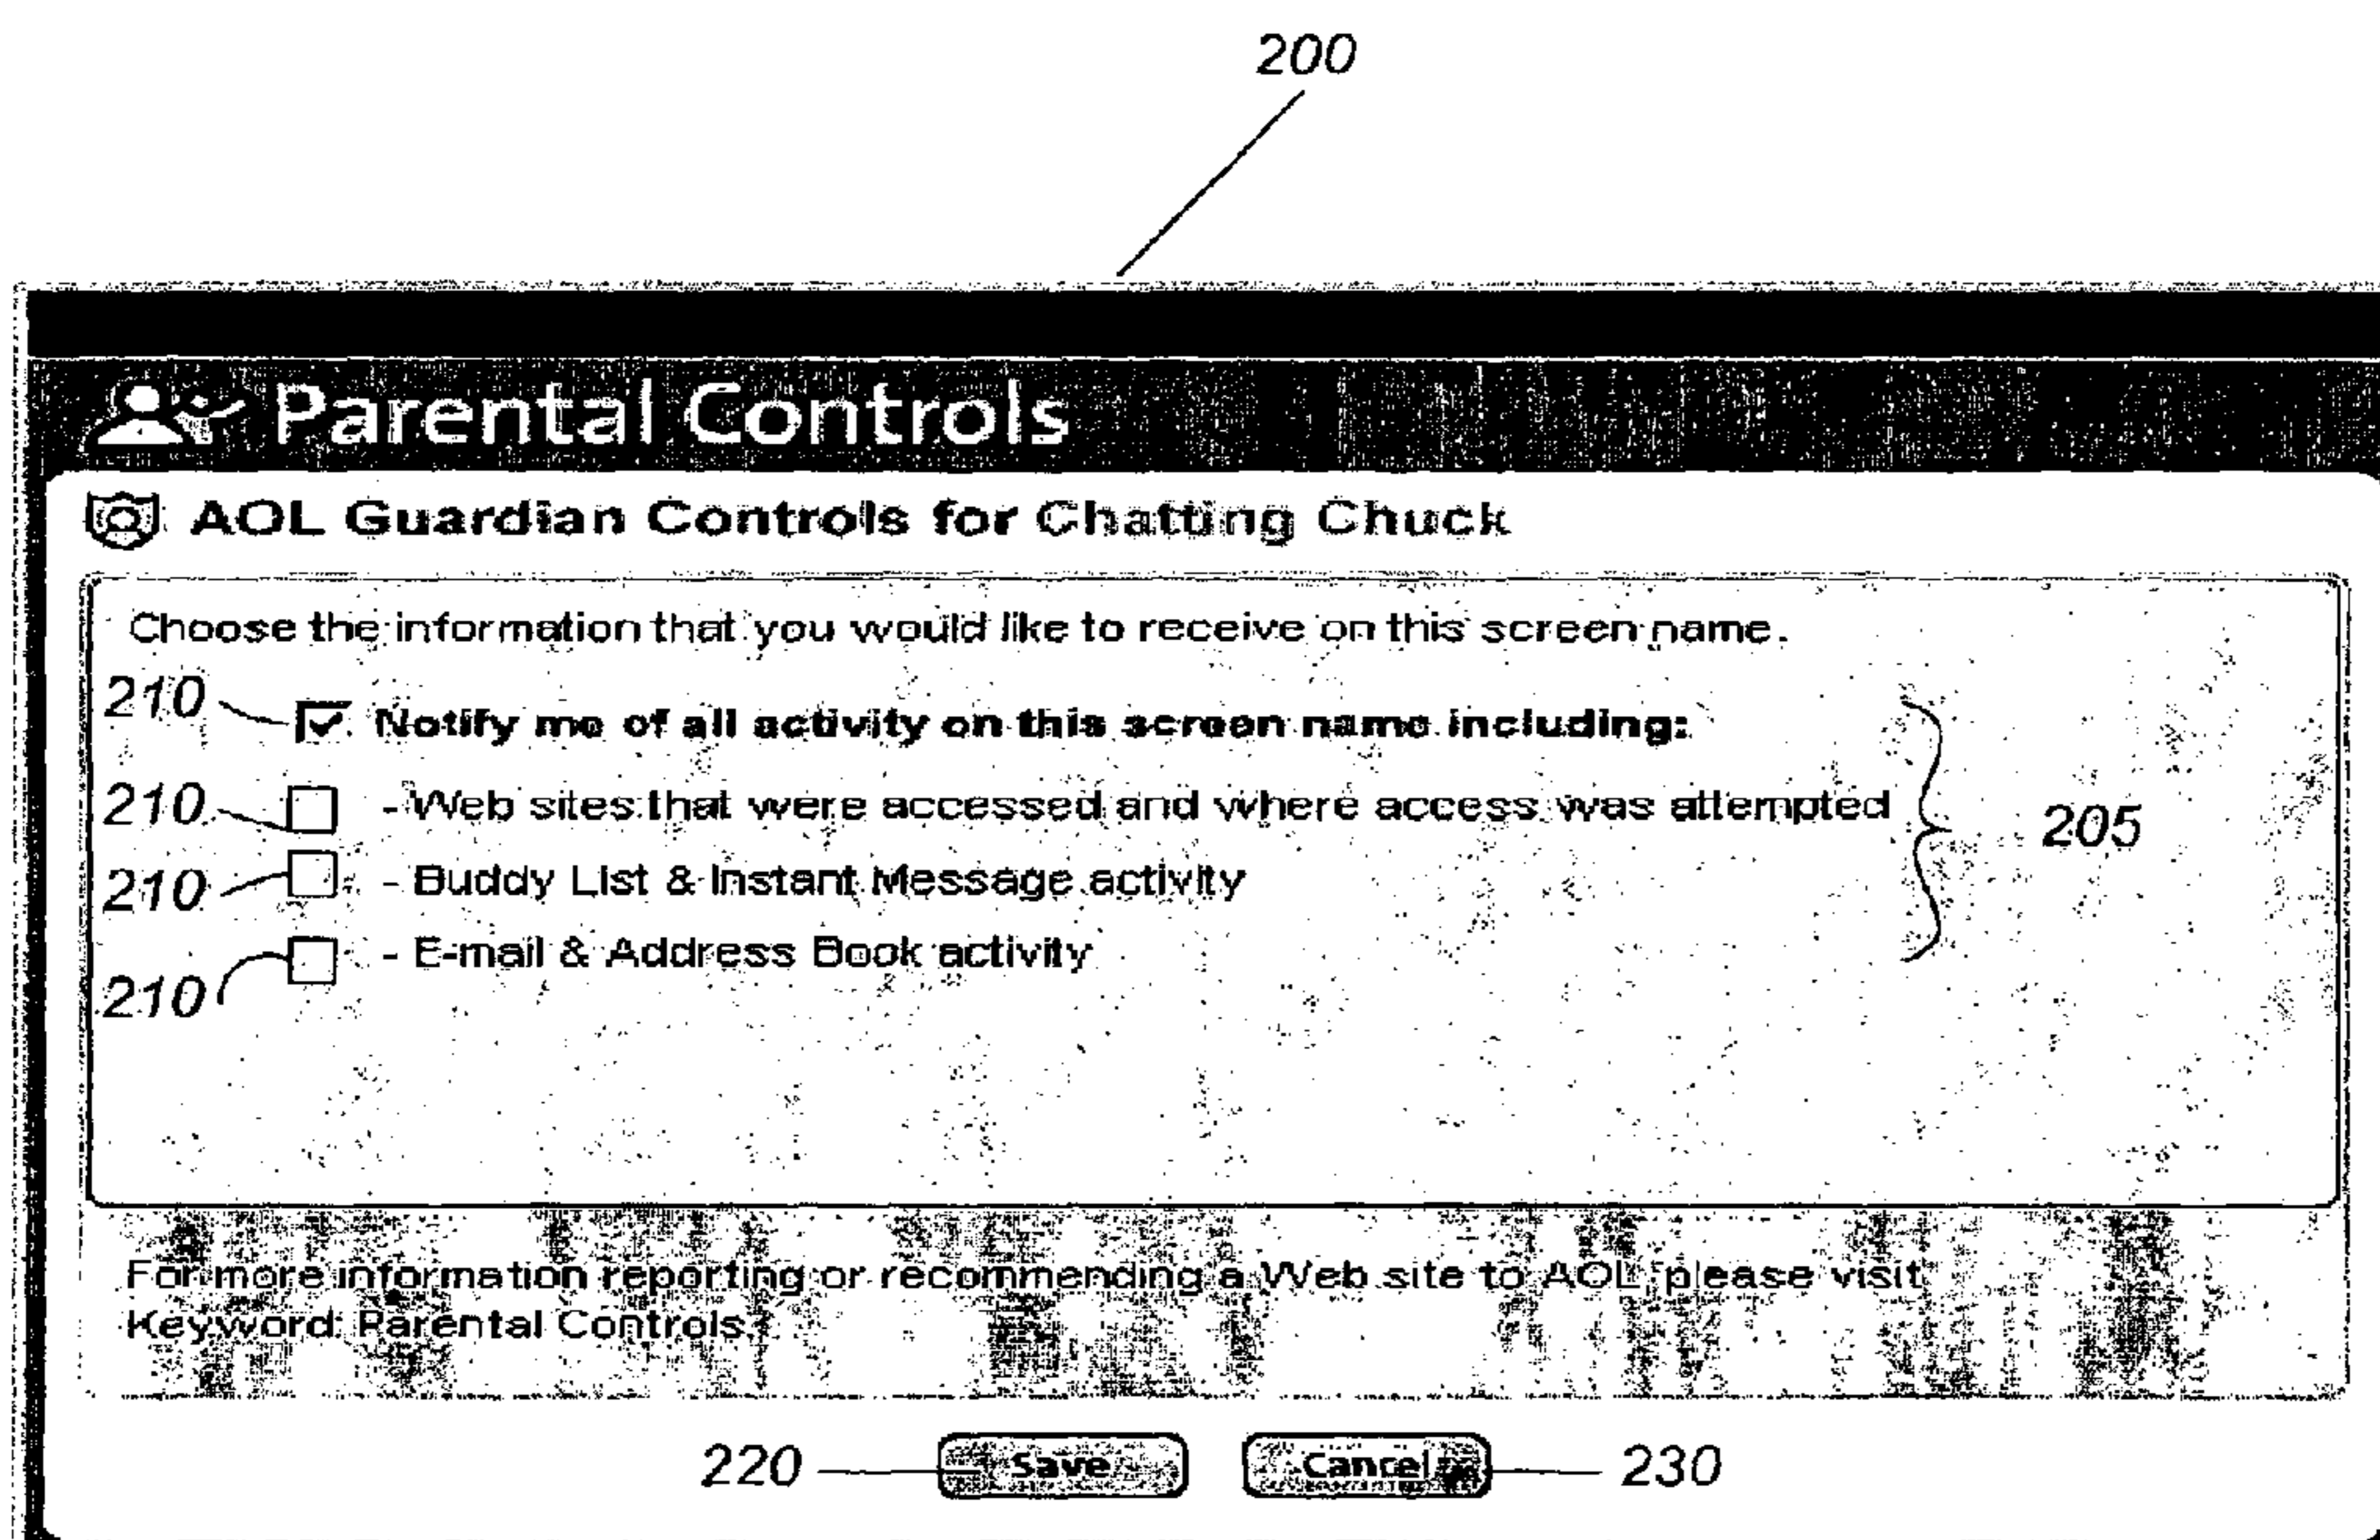 200
Parental Controls
AOL Guardian Controls for Chatting Chuck
Choose the information that you would like to receive on this screen name.
210 Notify me of all activity on this screen name including:
210 - Web sites that were accessed and where access was attempted
205
210 - Buddy List & Instant Message activity
210 - E-mail & Address Book activity
For more information reporting or recommending a Web site to AOL, please visit
Keyword: Parental Controls.
220 Save Cancel 230